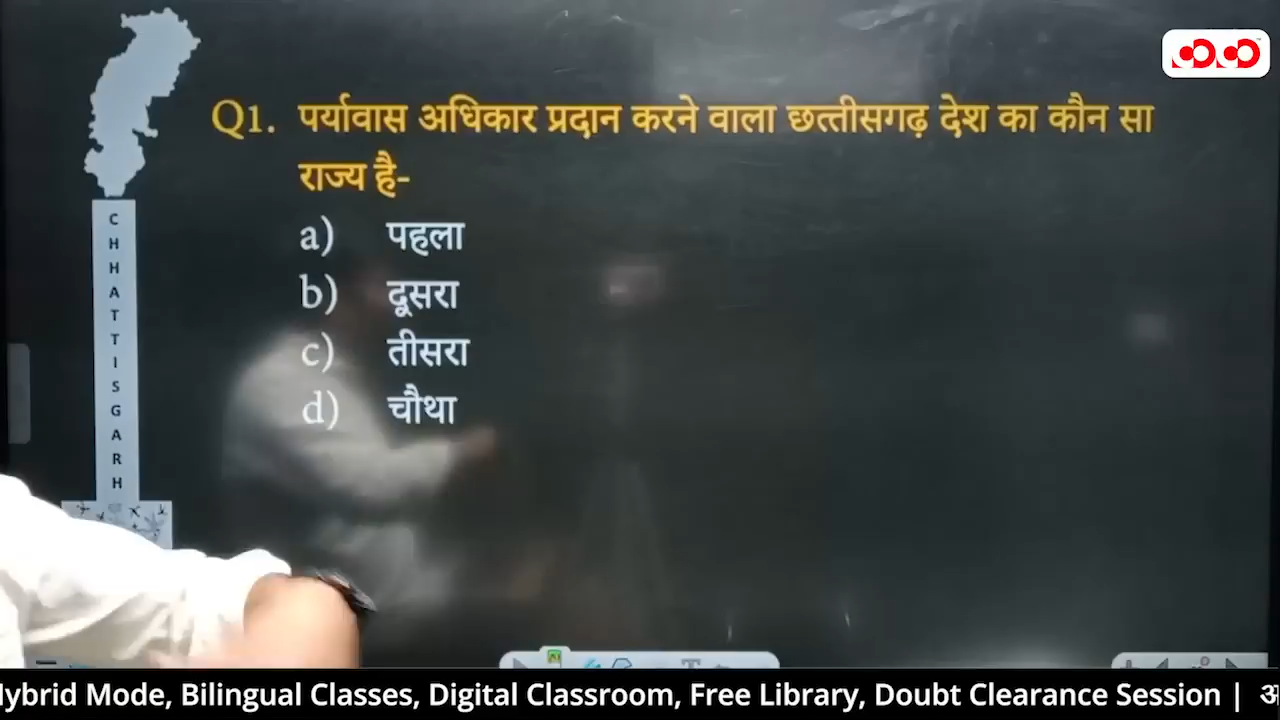 Q1. पर्यावास अधिकार प्रदान करने वाला छत्तीसगढ़ देश का कौन सा
राज्य है-
a) पहला
b) दूसरा
c) तीसरा
d) चौथा
CHHATTISGARH
Hybrid Mode, Bilingual Classes, Digital Classroom, Free Library, Doubt Clearance Session |